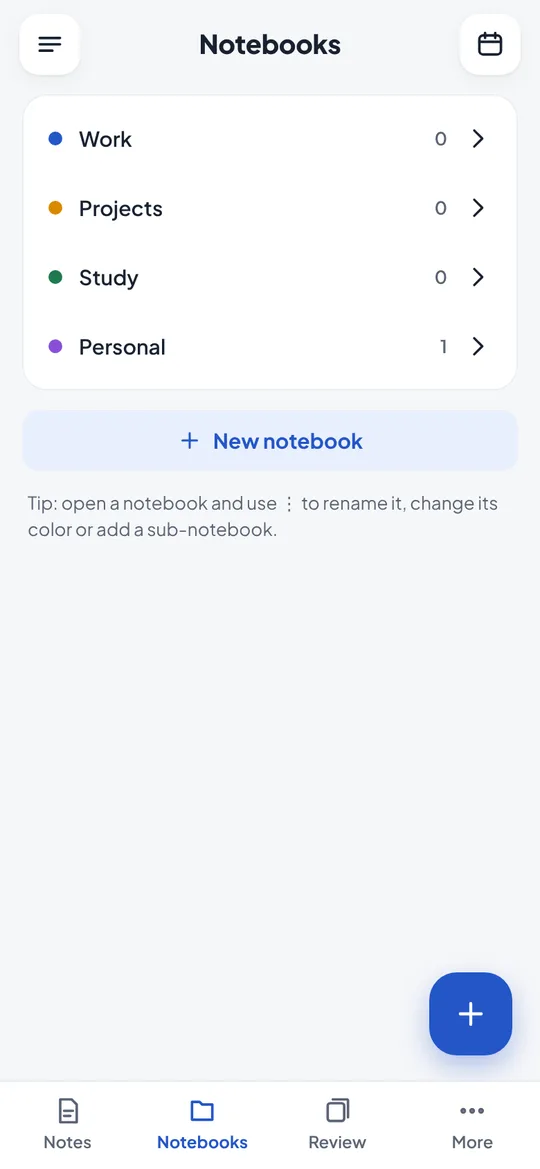 Notebooks
Work 0
Projects 0
Study 0
Personal 1
+ New notebook
Tip: open a notebook and use ⋮ to rename it, change its
color or add a sub-notebook.
Notes Notebooks Review More